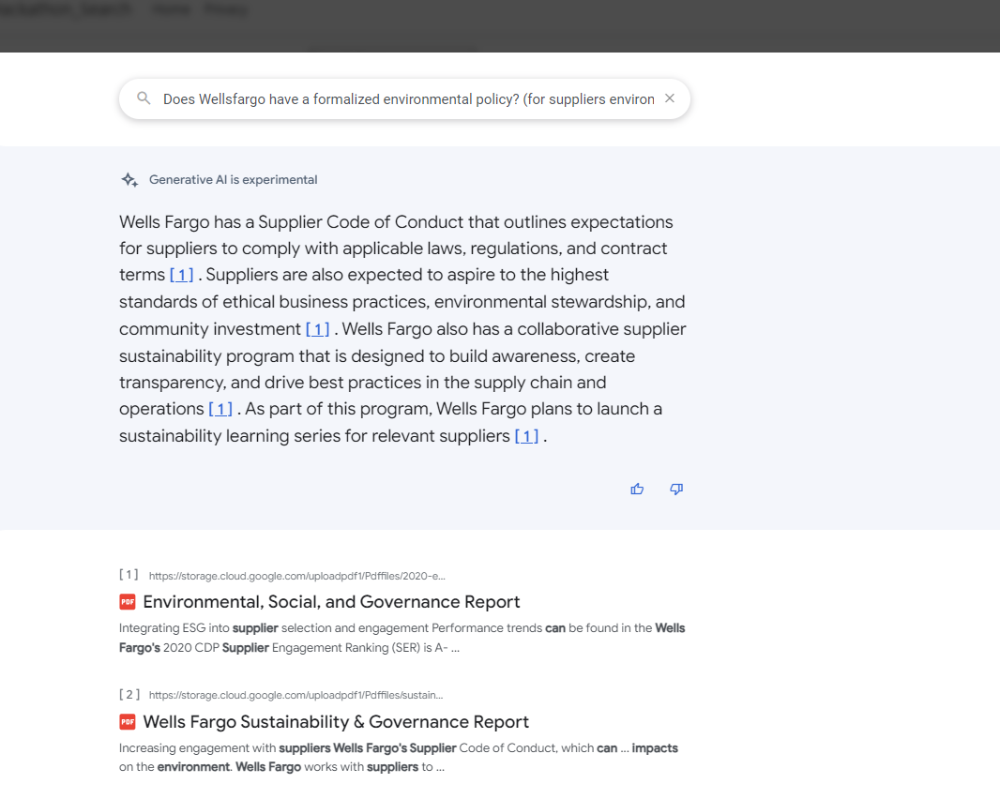 Home Privacy
Does Wellsfargo have a formalized environmental policy? (for suppliers environ
Generative AI is experimental
Wells Fargo has a Supplier Code of Conduct that outlines expectations
for suppliers to comply with applicable laws, regulations, and contract
terms [1] . Suppliers are also expected to aspire to the highest
standards of ethical business practices, environmental stewardship, and
community investment [1] . Wells Fargo also has a collaborative supplier
sustainability program that is designed to build awareness, create
transparency, and drive best practices in the supply chain and
operations [1] . As part of this program, Wells Fargo plans to launch a
sustainability learning series for relevant suppliers [1] .
[1] https://storage.cloud.google.com/uploadpdf1/Pdffiles/2020-e...
PDF Environmental, Social, and Governance Report
Integrating ESG into supplier selection and engagement Performance trends can be found in the Wells
Fargo's 2020 CDP Supplier Engagement Ranking (SER) is A- ...
[2] https://storage.cloud.google.com/uploadpdf1/Pdffiles/sustain...
PDF Wells Fargo Sustainability & Governance Report
Increasing engagement with suppliers Wells Fargo's Supplier Code of Conduct, which can ... impacts
on the environment. Wells Fargo works with suppliers to ...